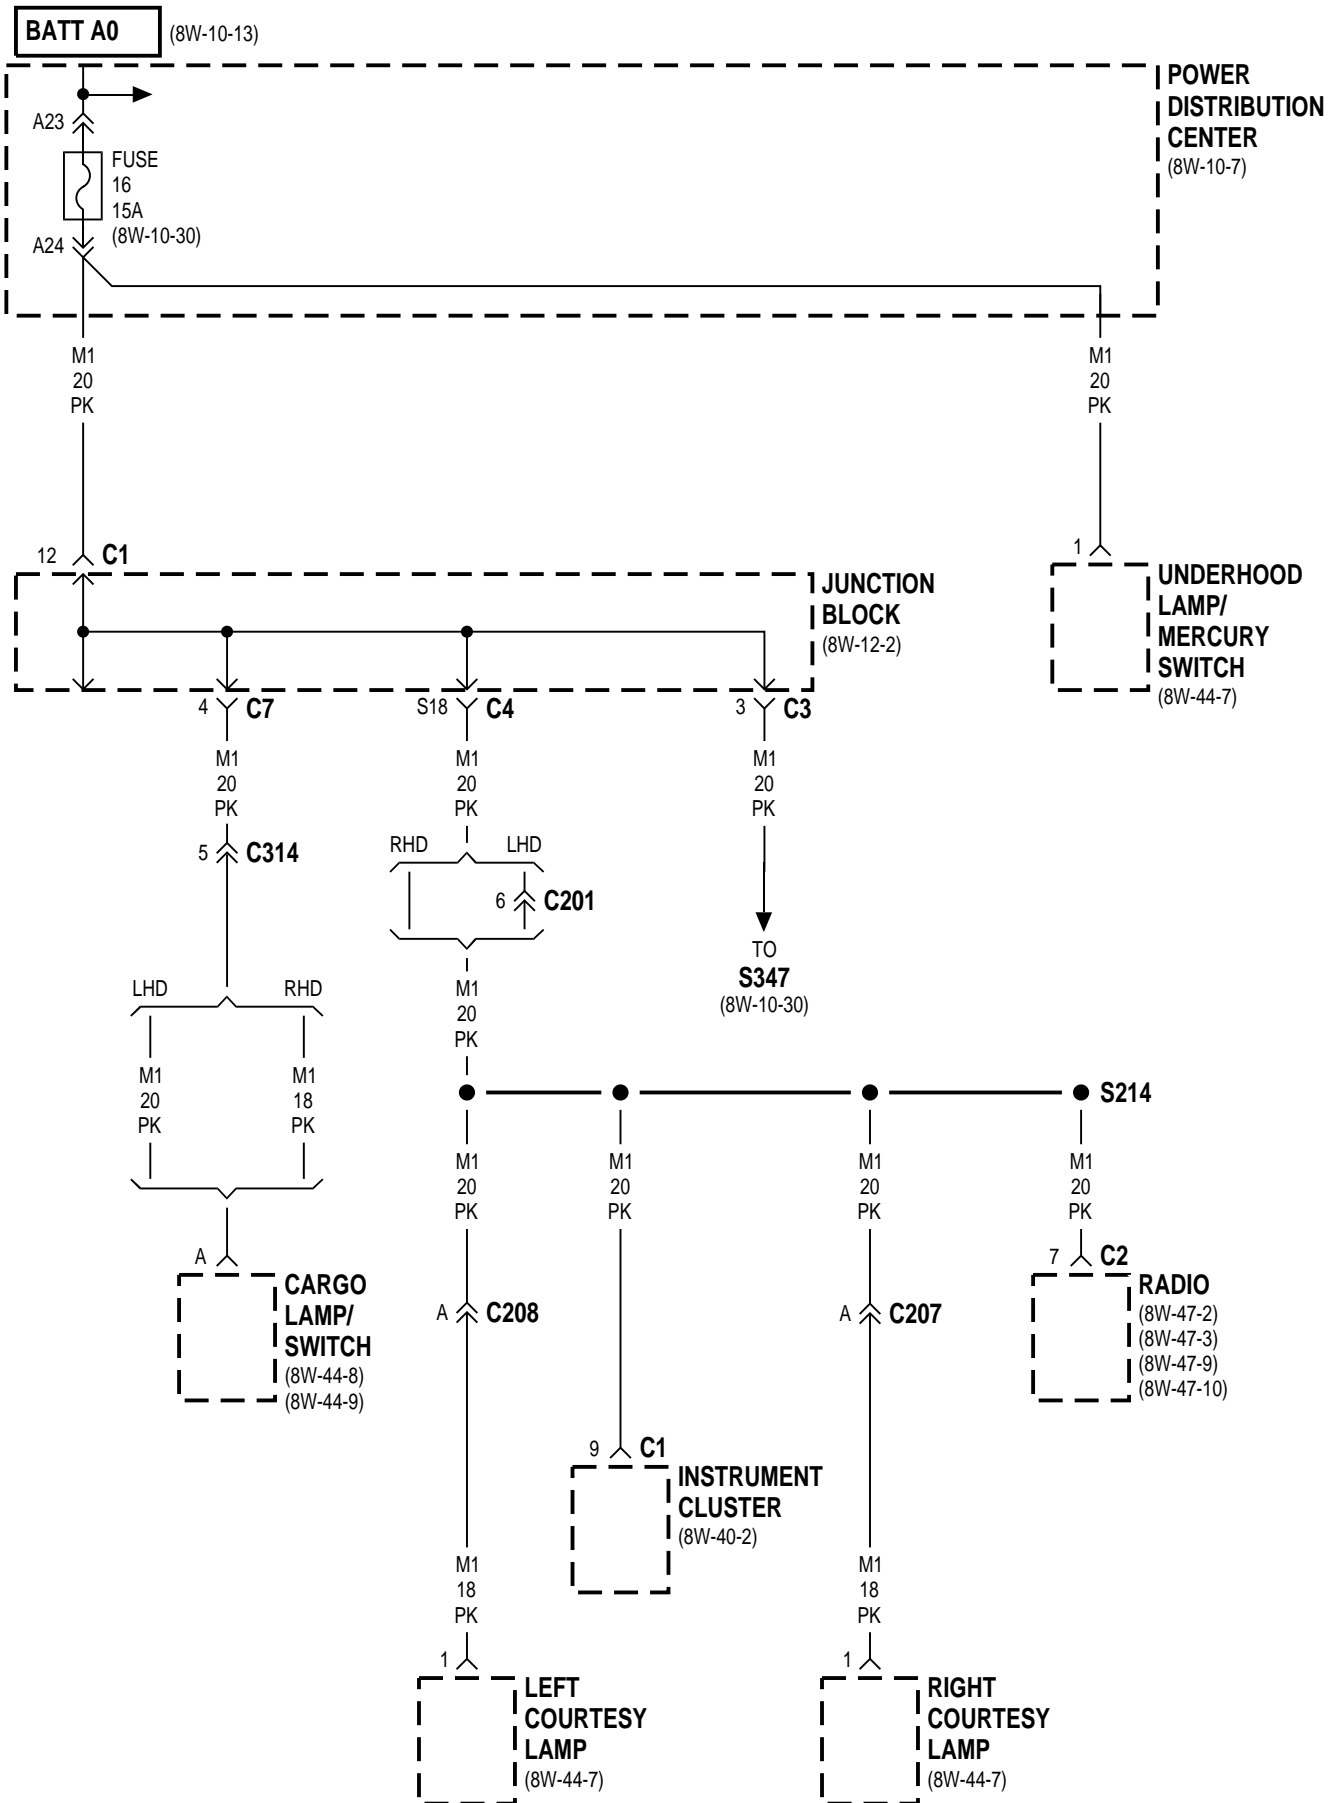 BATT A0
(8W-10-13)
POWER
DISTRIBUTION
CENTER
(8W-10-7)
A23
FUSE
16
15A
(8W-10-30)
A24
M1
20
PK
M1
20
PK
12
C1
1
JUNCTION
BLOCK
(8W-12-2)
UNDERHOOD
LAMP/
MERCURY
SWITCH
(8W-44-7)
4
C7
S18
C4
3
C3
M1
20
PK
M1
20
PK
M1
20
PK
5
C314
RHD
LHD
6
C201
TO
S347
(8W-10-30)
LHD
RHD
M1
20
PK
M1
20
PK
M1
18
PK
S214
M1
20
PK
M1
20
PK
M1
20
PK
M1
20
PK
A
CARGO
LAMP/
SWITCH
(8W-44-8)
(8W-44-9)
7
C2
RADIO
(8W-47-2)
(8W-47-3)
(8W-47-9)
(8W-47-10)
A
C208
A
C207
9
C1
INSTRUMENT
CLUSTER
(8W-40-2)
M1
18
PK
M1
18
PK
1
LEFT
COURTESY
LAMP
(8W-44-7)
1
RIGHT
COURTESY
LAMP
(8W-44-7)